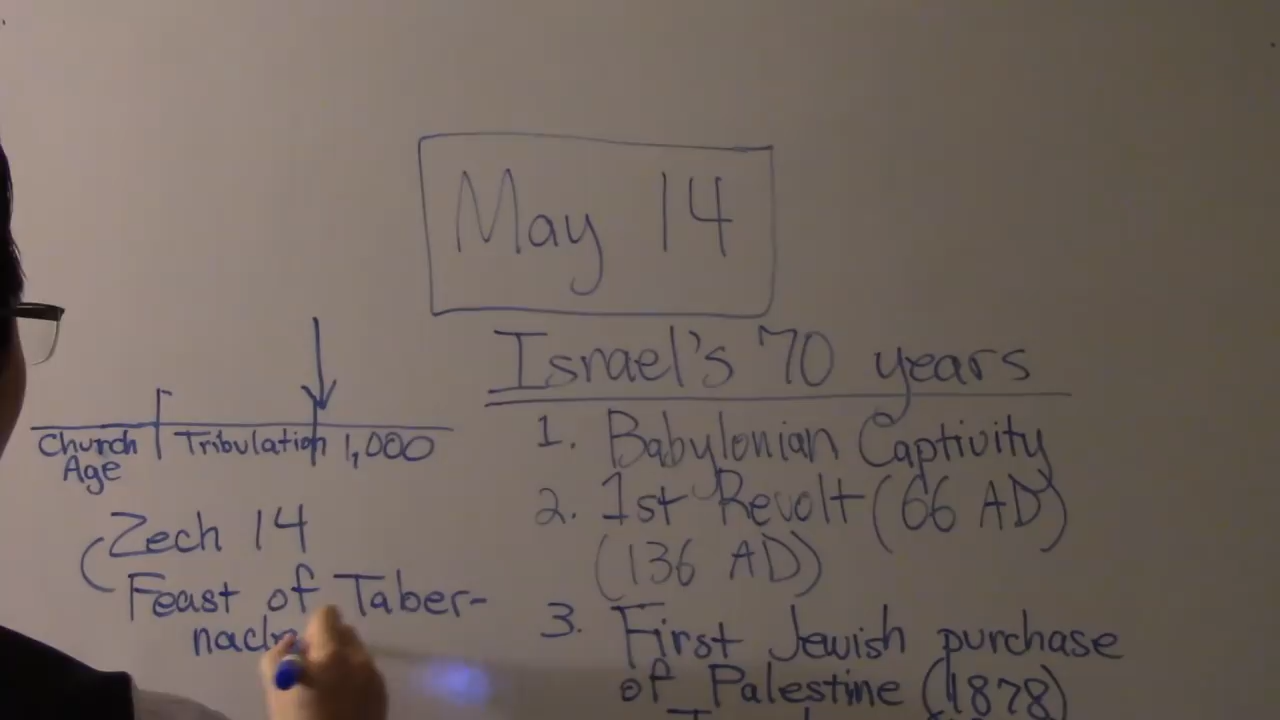 May 14
Israel's 70 years
1. Babylonian Captivity
2. 1st Revolt (66 AD)
(136 AD)
3. First Jewish purchase
of Palestine (1878)
Church
Age
Tribulation
1,000
Zech 14
Feast of Taber-